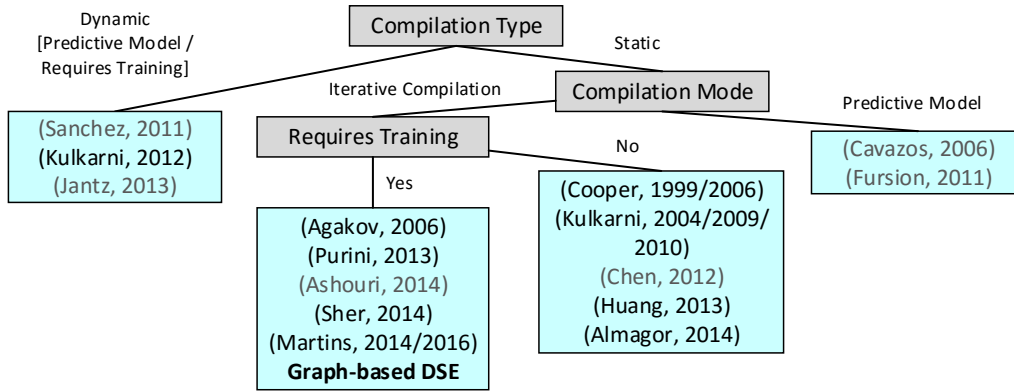 Compilation Type
Dynamic
[Predictive Model /
Requires Training]
Static
(Sanchez, 2011)
(Kulkarni, 2012)
(Jantz, 2013)
Iterative Compilation
Compilation Mode
Predictive Model
Requires Training
(Cavazos, 2006)
(Fursion, 2011)
Yes
No
(Agakov, 2006)
(Purini, 2013)
(Ashouri, 2014)
(Sher, 2014)
(Martins, 2014/2016)
Graph-based DSE
(Cooper, 1999/2006)
(Kulkarni, 2004/2009/
2010)
(Chen, 2012)
(Huang, 2013)
(Almagor, 2014)